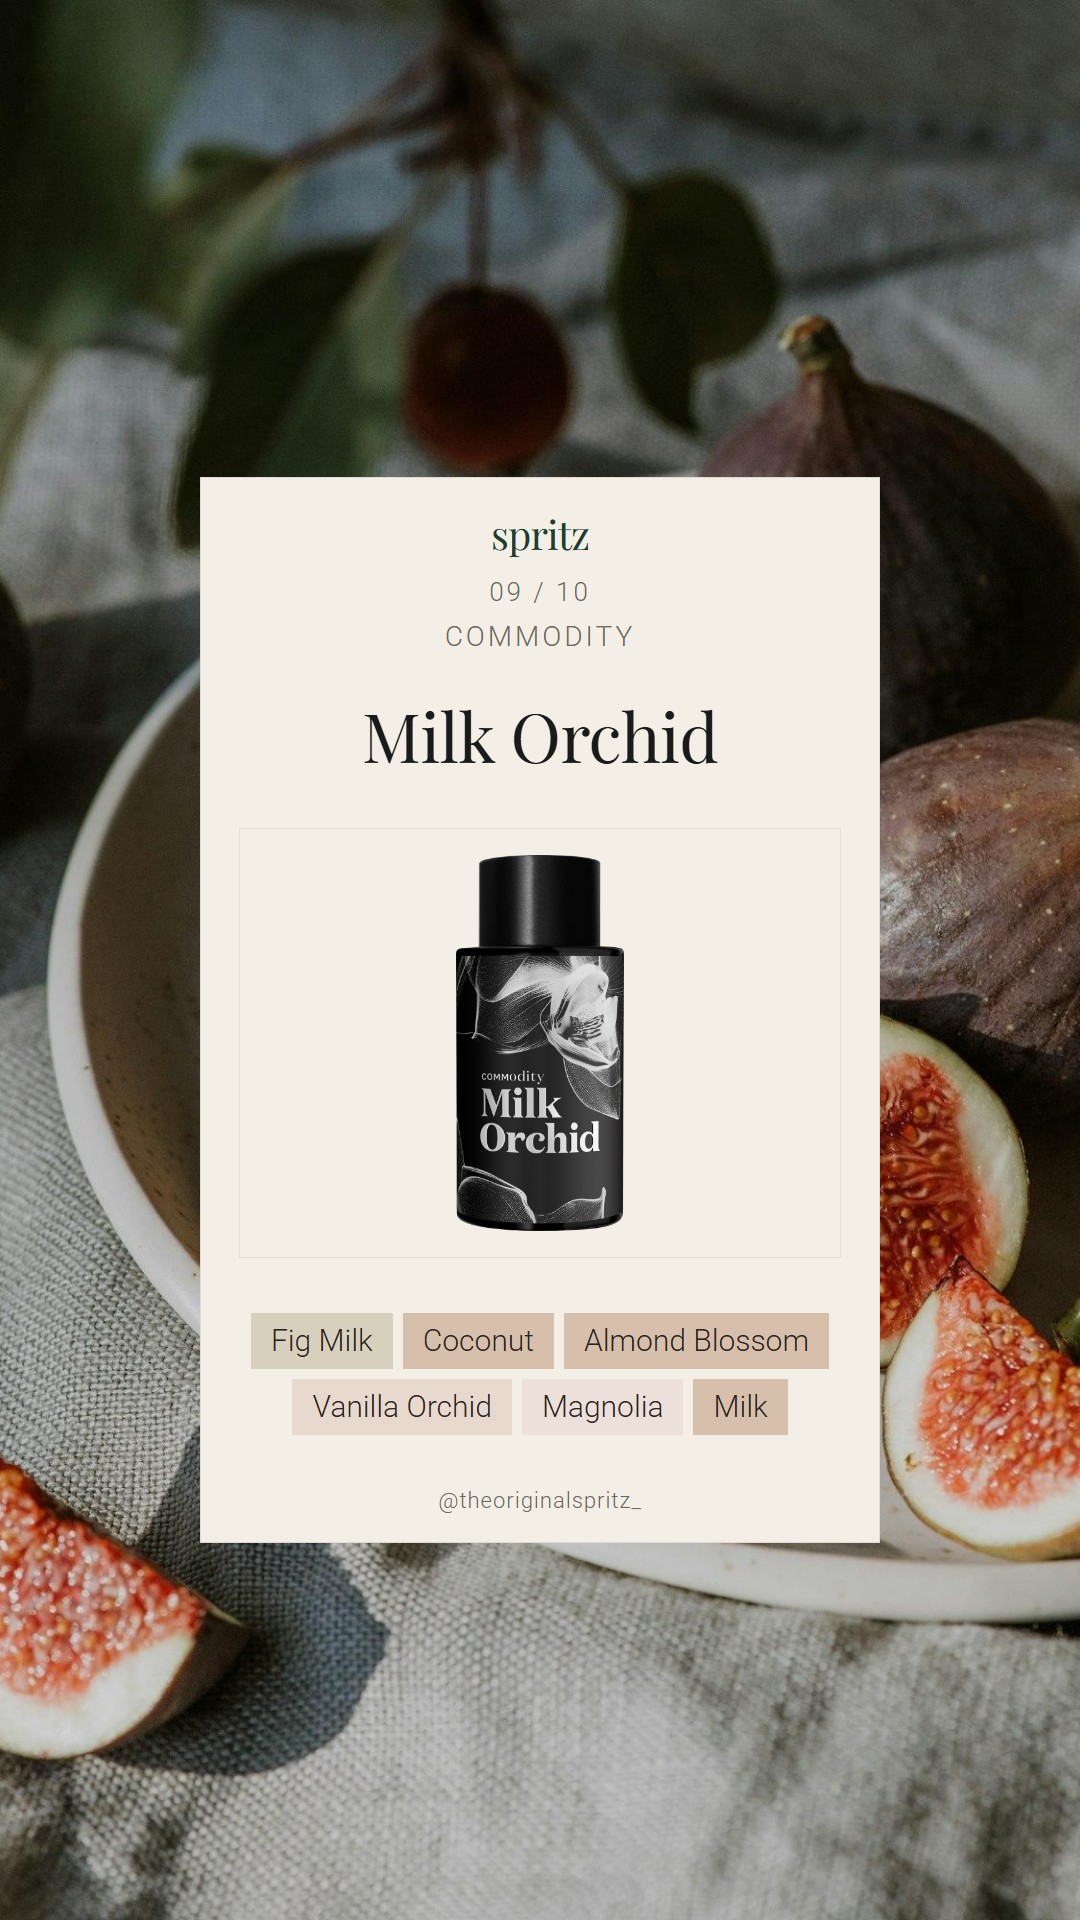 spritz
09 / 10
COMMODITY
Milk Orchid
COMModity
Milk
Orchid
Fig Milk Coconut Almond Blossom
Vanilla Orchid Magnolia Milk
@theoriginalspritz_